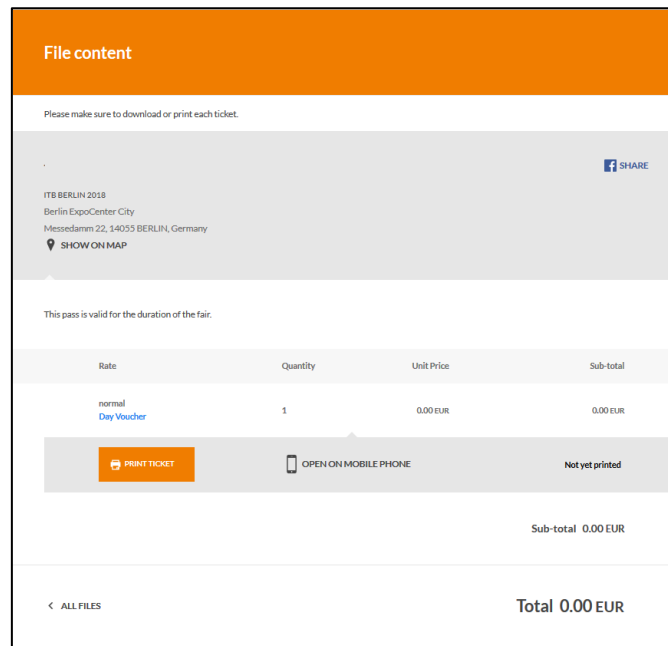 File content
Please make sure to download or print each ticket.
SHARE
ITB BERLIN 2018
Berlin ExpoCenter City
Messedamm 22, 14055 BERLIN, Germany
SHOW ON MAP
This pass is valid for the duration of the fair.
Rate Quantity Unit Price Sub-total
normal
Day Voucher 1 0.00 EUR 0.00 EUR
PRINT TICKET OPEN ON MOBILE PHONE Not yet printed
Sub-total 0.00 EUR
< ALL FILES Total 0.00 EUR